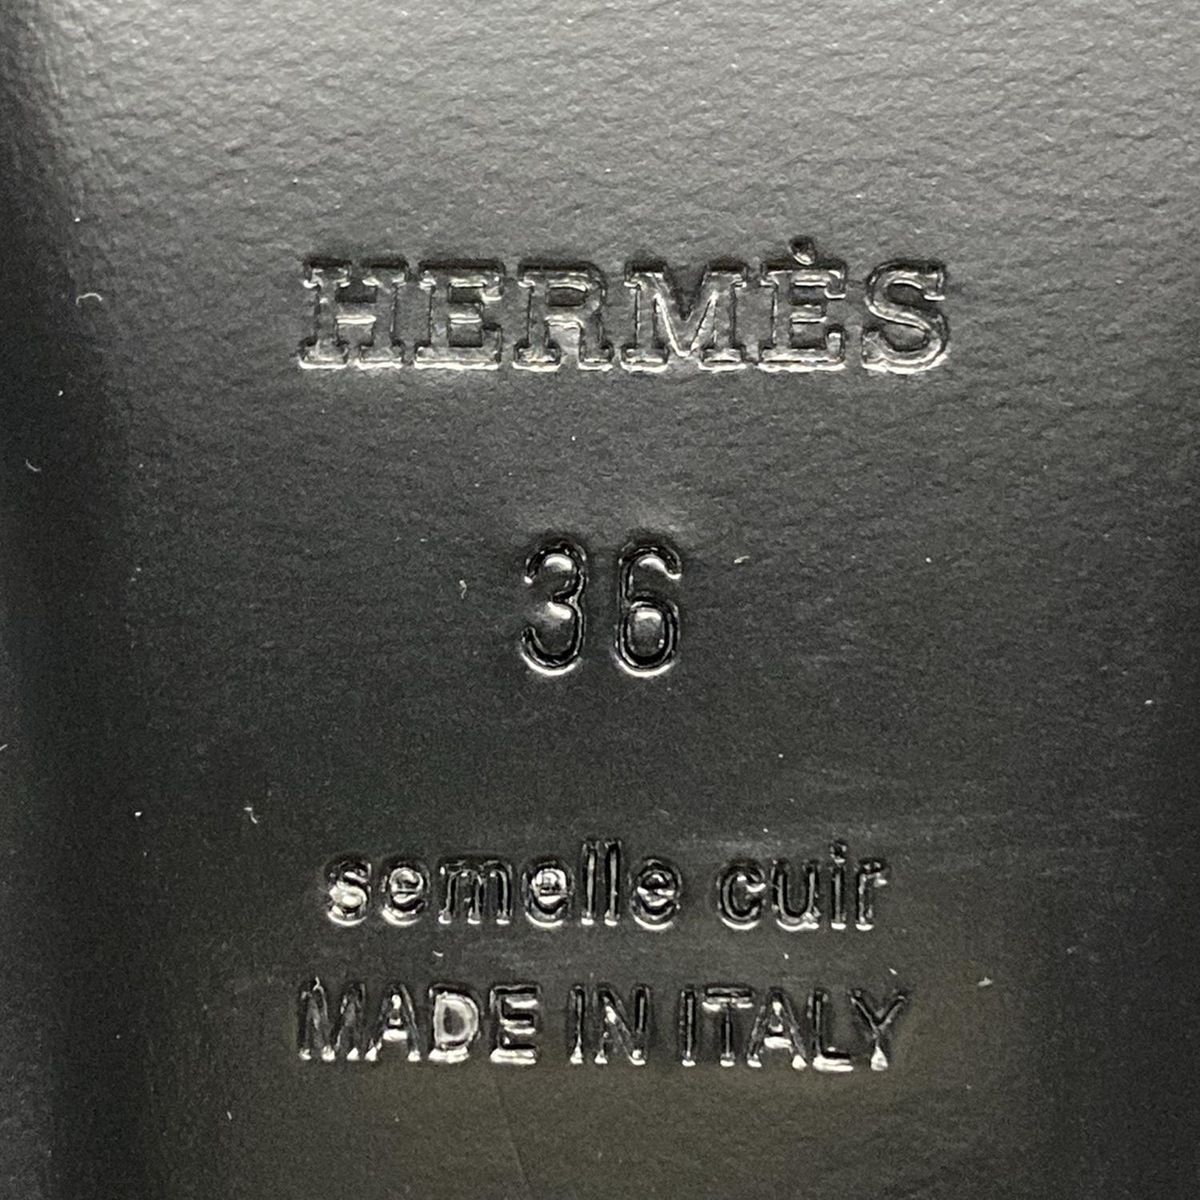 HERMÈS
36
semelle cuir
MADE IN ITALY